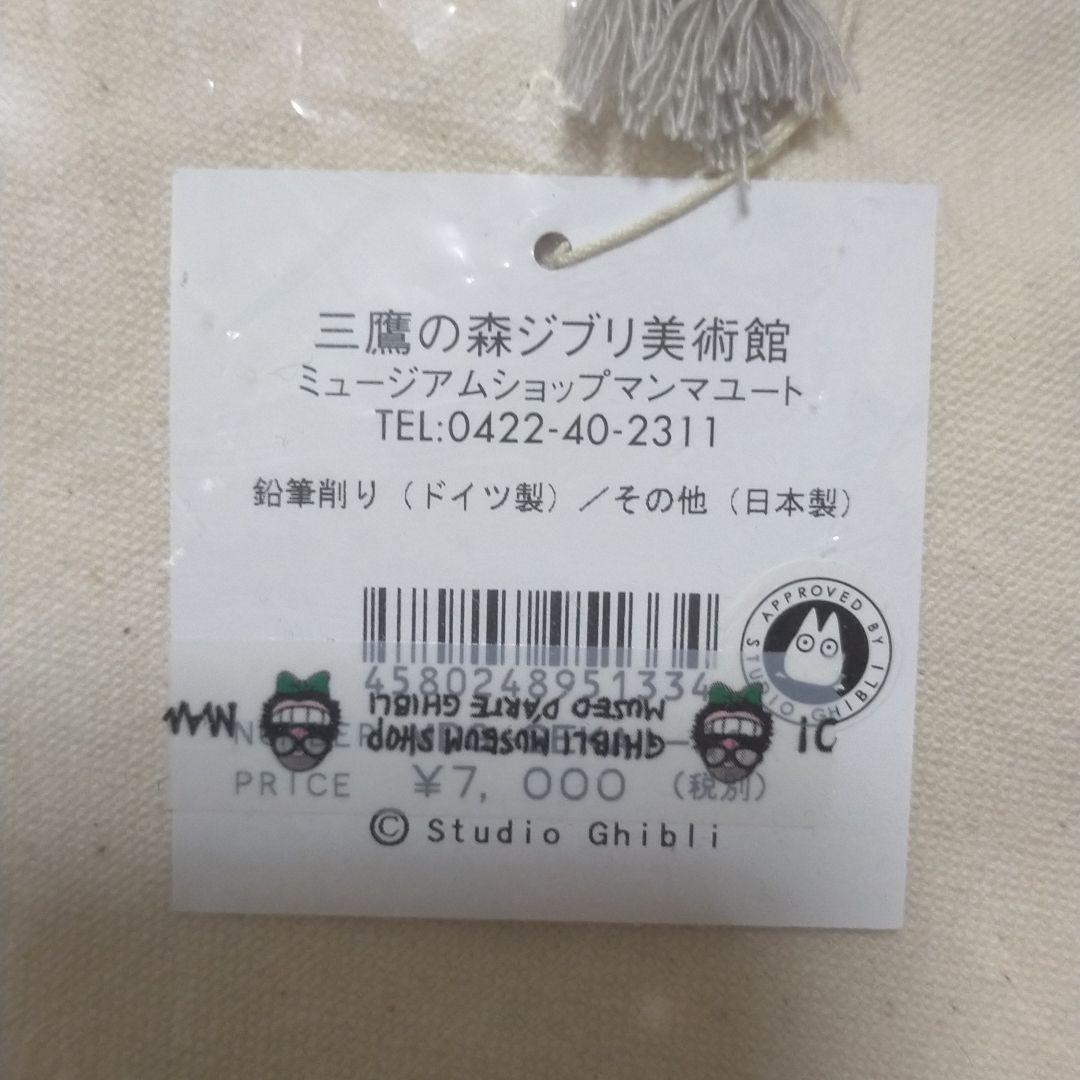 三鷹の森ジブリ美術館
ミュージアムショップマンマユート
TEL:0422-40-2311
鉛筆削り（ドイツ製）／その他（日本製）
APPROVED BY STUDIO GHIBLI
4580248951334
MUSEO D'ARTE GHIBLI
GHIBLI MUSEUM SHOP
PRICE ¥7,000（税別）
© Studio Ghibli